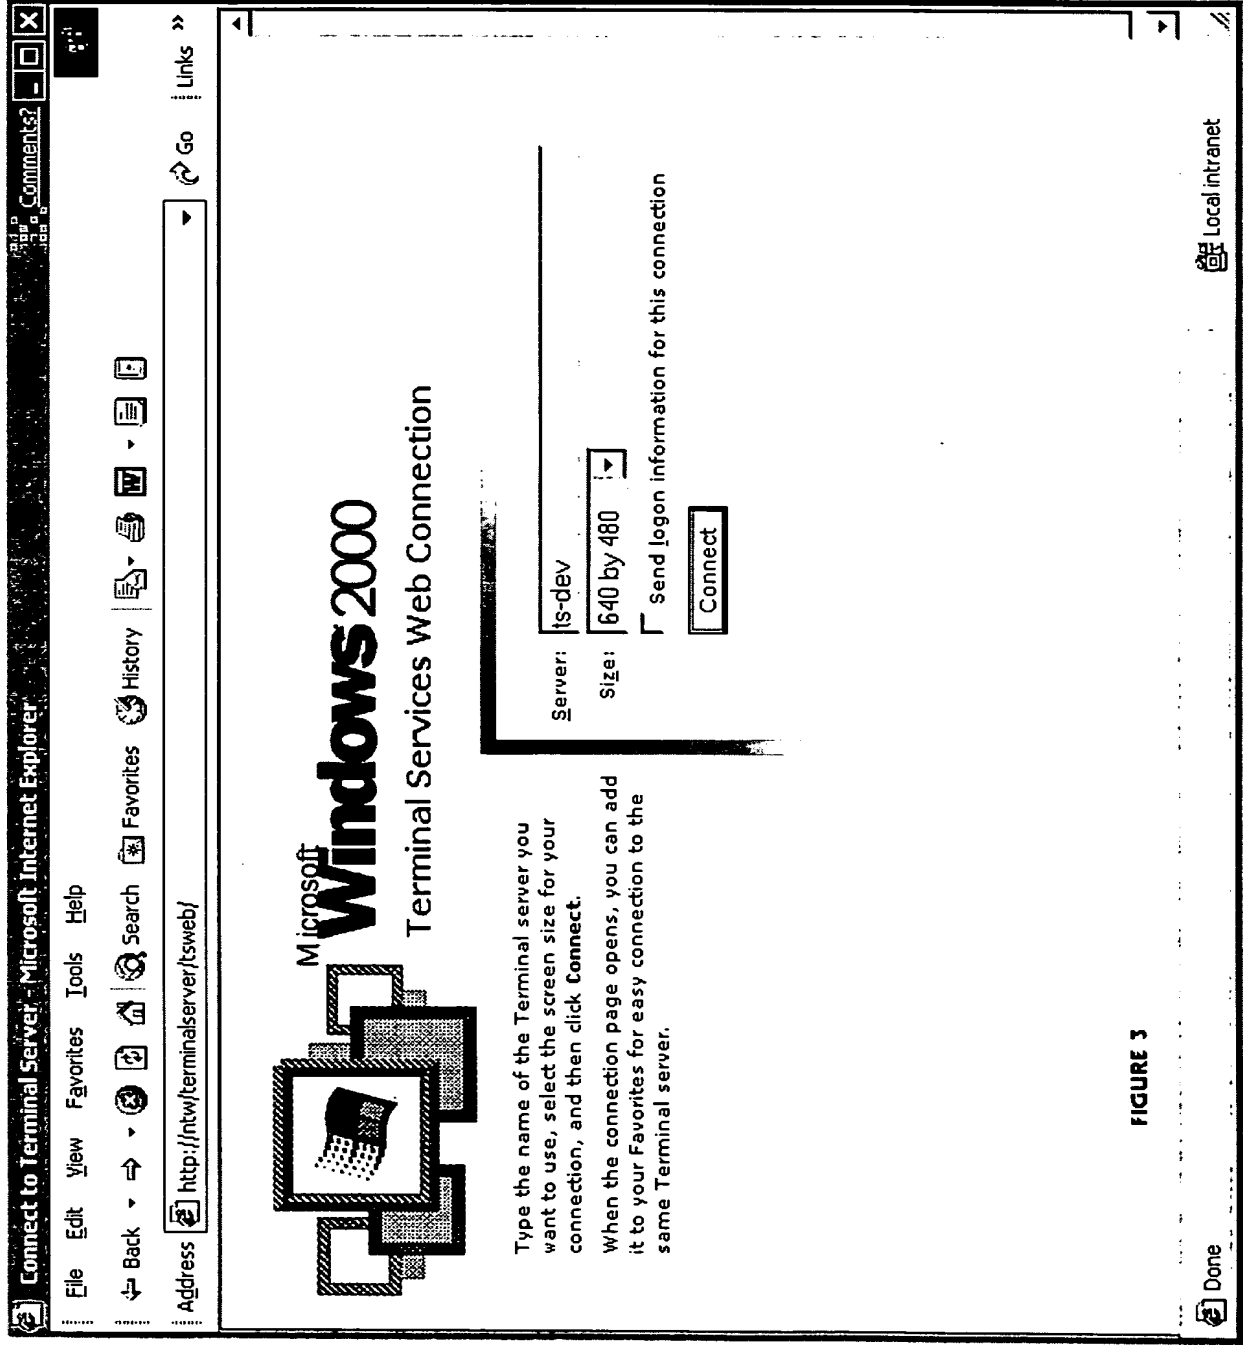 Connect to Terminal Server - Microsoft Internet Explorer
Comments?
File Edit View Favorites Tools Help
Back Search Favorites History
Address http://ntw/terminalserver/tsweb/ Go Links »
Microsoft
Windows 2000
Terminal Services Web Connection
Type the name of the Terminal server you
want to use, select the screen size for your
connection, and then click Connect.
When the connection page opens, you can add
it to your Favorites for easy connection to the
same Terminal server.
Server: ts-dev
Size: 640 by 480
Send logon information for this connection
Connect
FIGURE 3
Done Local intranet